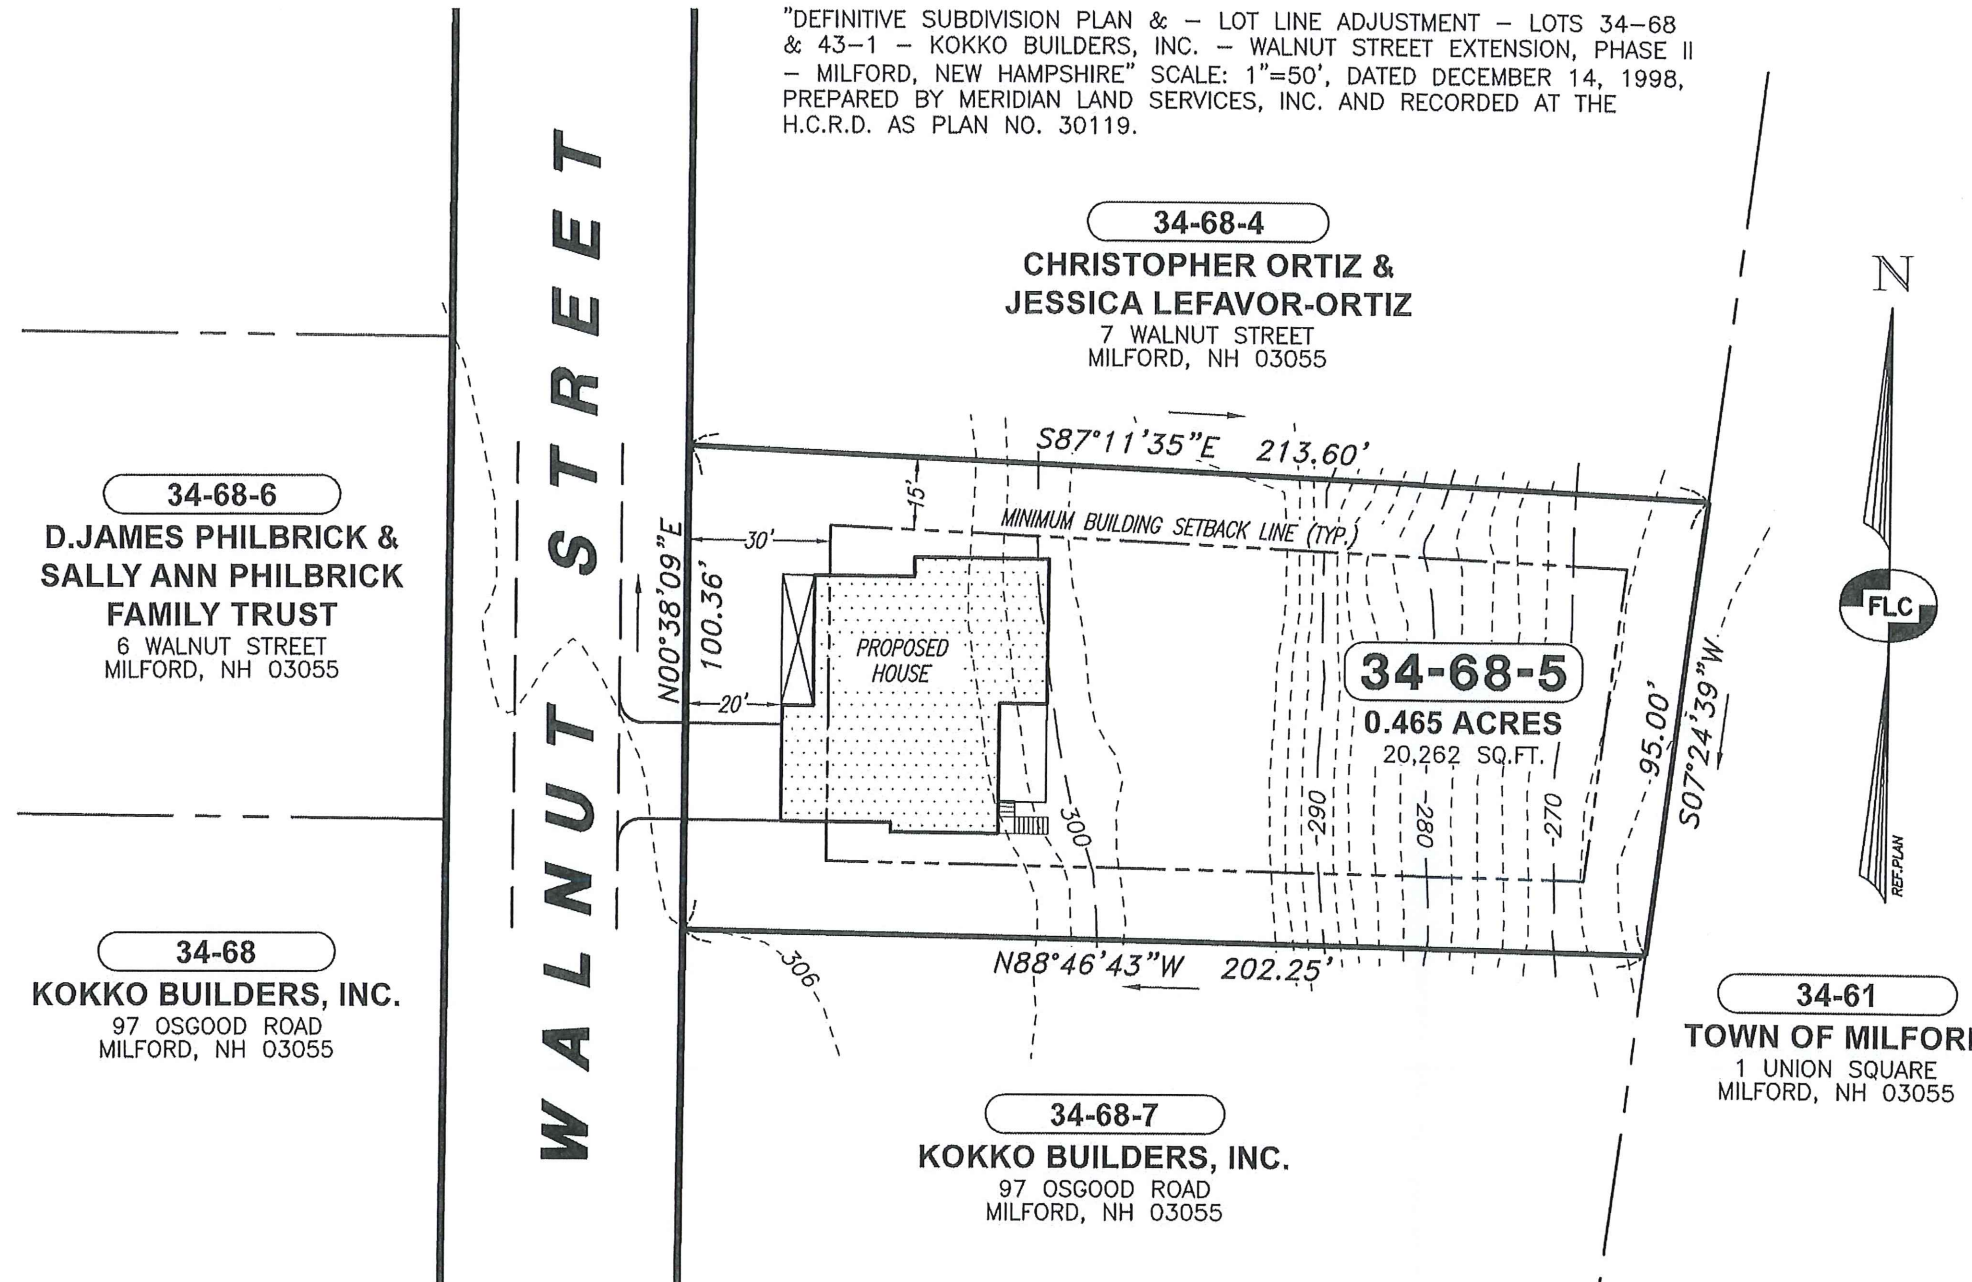 "DEFINITIVE SUBDIVISION PLAN & – LOT LINE ADJUSTMENT – LOTS 34–68
& 43–1 – KOKKO BUILDERS, INC. – WALNUT STREET EXTENSION, PHASE II
– MILFORD, NEW HAMPSHIRE" SCALE: 1"=50', DATED DECEMBER 14, 1998,
PREPARED BY MERIDIAN LAND SERVICES, INC. AND RECORDED AT THE
H.C.R.D. AS PLAN NO. 30119.
34-68-4
CHRISTOPHER ORTIZ &
JESSICA LEFAVOR-ORTIZ
7 WALNUT STREET
MILFORD, NH 03055
N
FLC
REF.PLAN
WALNUT STREET
34-68-6
D.JAMES PHILBRICK &
SALLY ANN PHILBRICK
FAMILY TRUST
6 WALNUT STREET
MILFORD, NH 03055
S87°11'35"E 213.60'
15'
MINIMUM BUILDING SETBACK LINE (TYP.)
30'
N00°38'09"E
100.36'
20'
PROPOSED
HOUSE
34-68-5
0.465 ACRES
20,262 SQ.FT.
95.00'
S07°24'39"W
300
290
280
270
306
N88°46'43"W 202.25'
34-68
KOKKO BUILDERS, INC.
97 OSGOOD ROAD
MILFORD, NH 03055
34-61
TOWN OF MILFOR
1 UNION SQUARE
MILFORD, NH 03055
34-68-7
KOKKO BUILDERS, INC.
97 OSGOOD ROAD
MILFORD, NH 03055